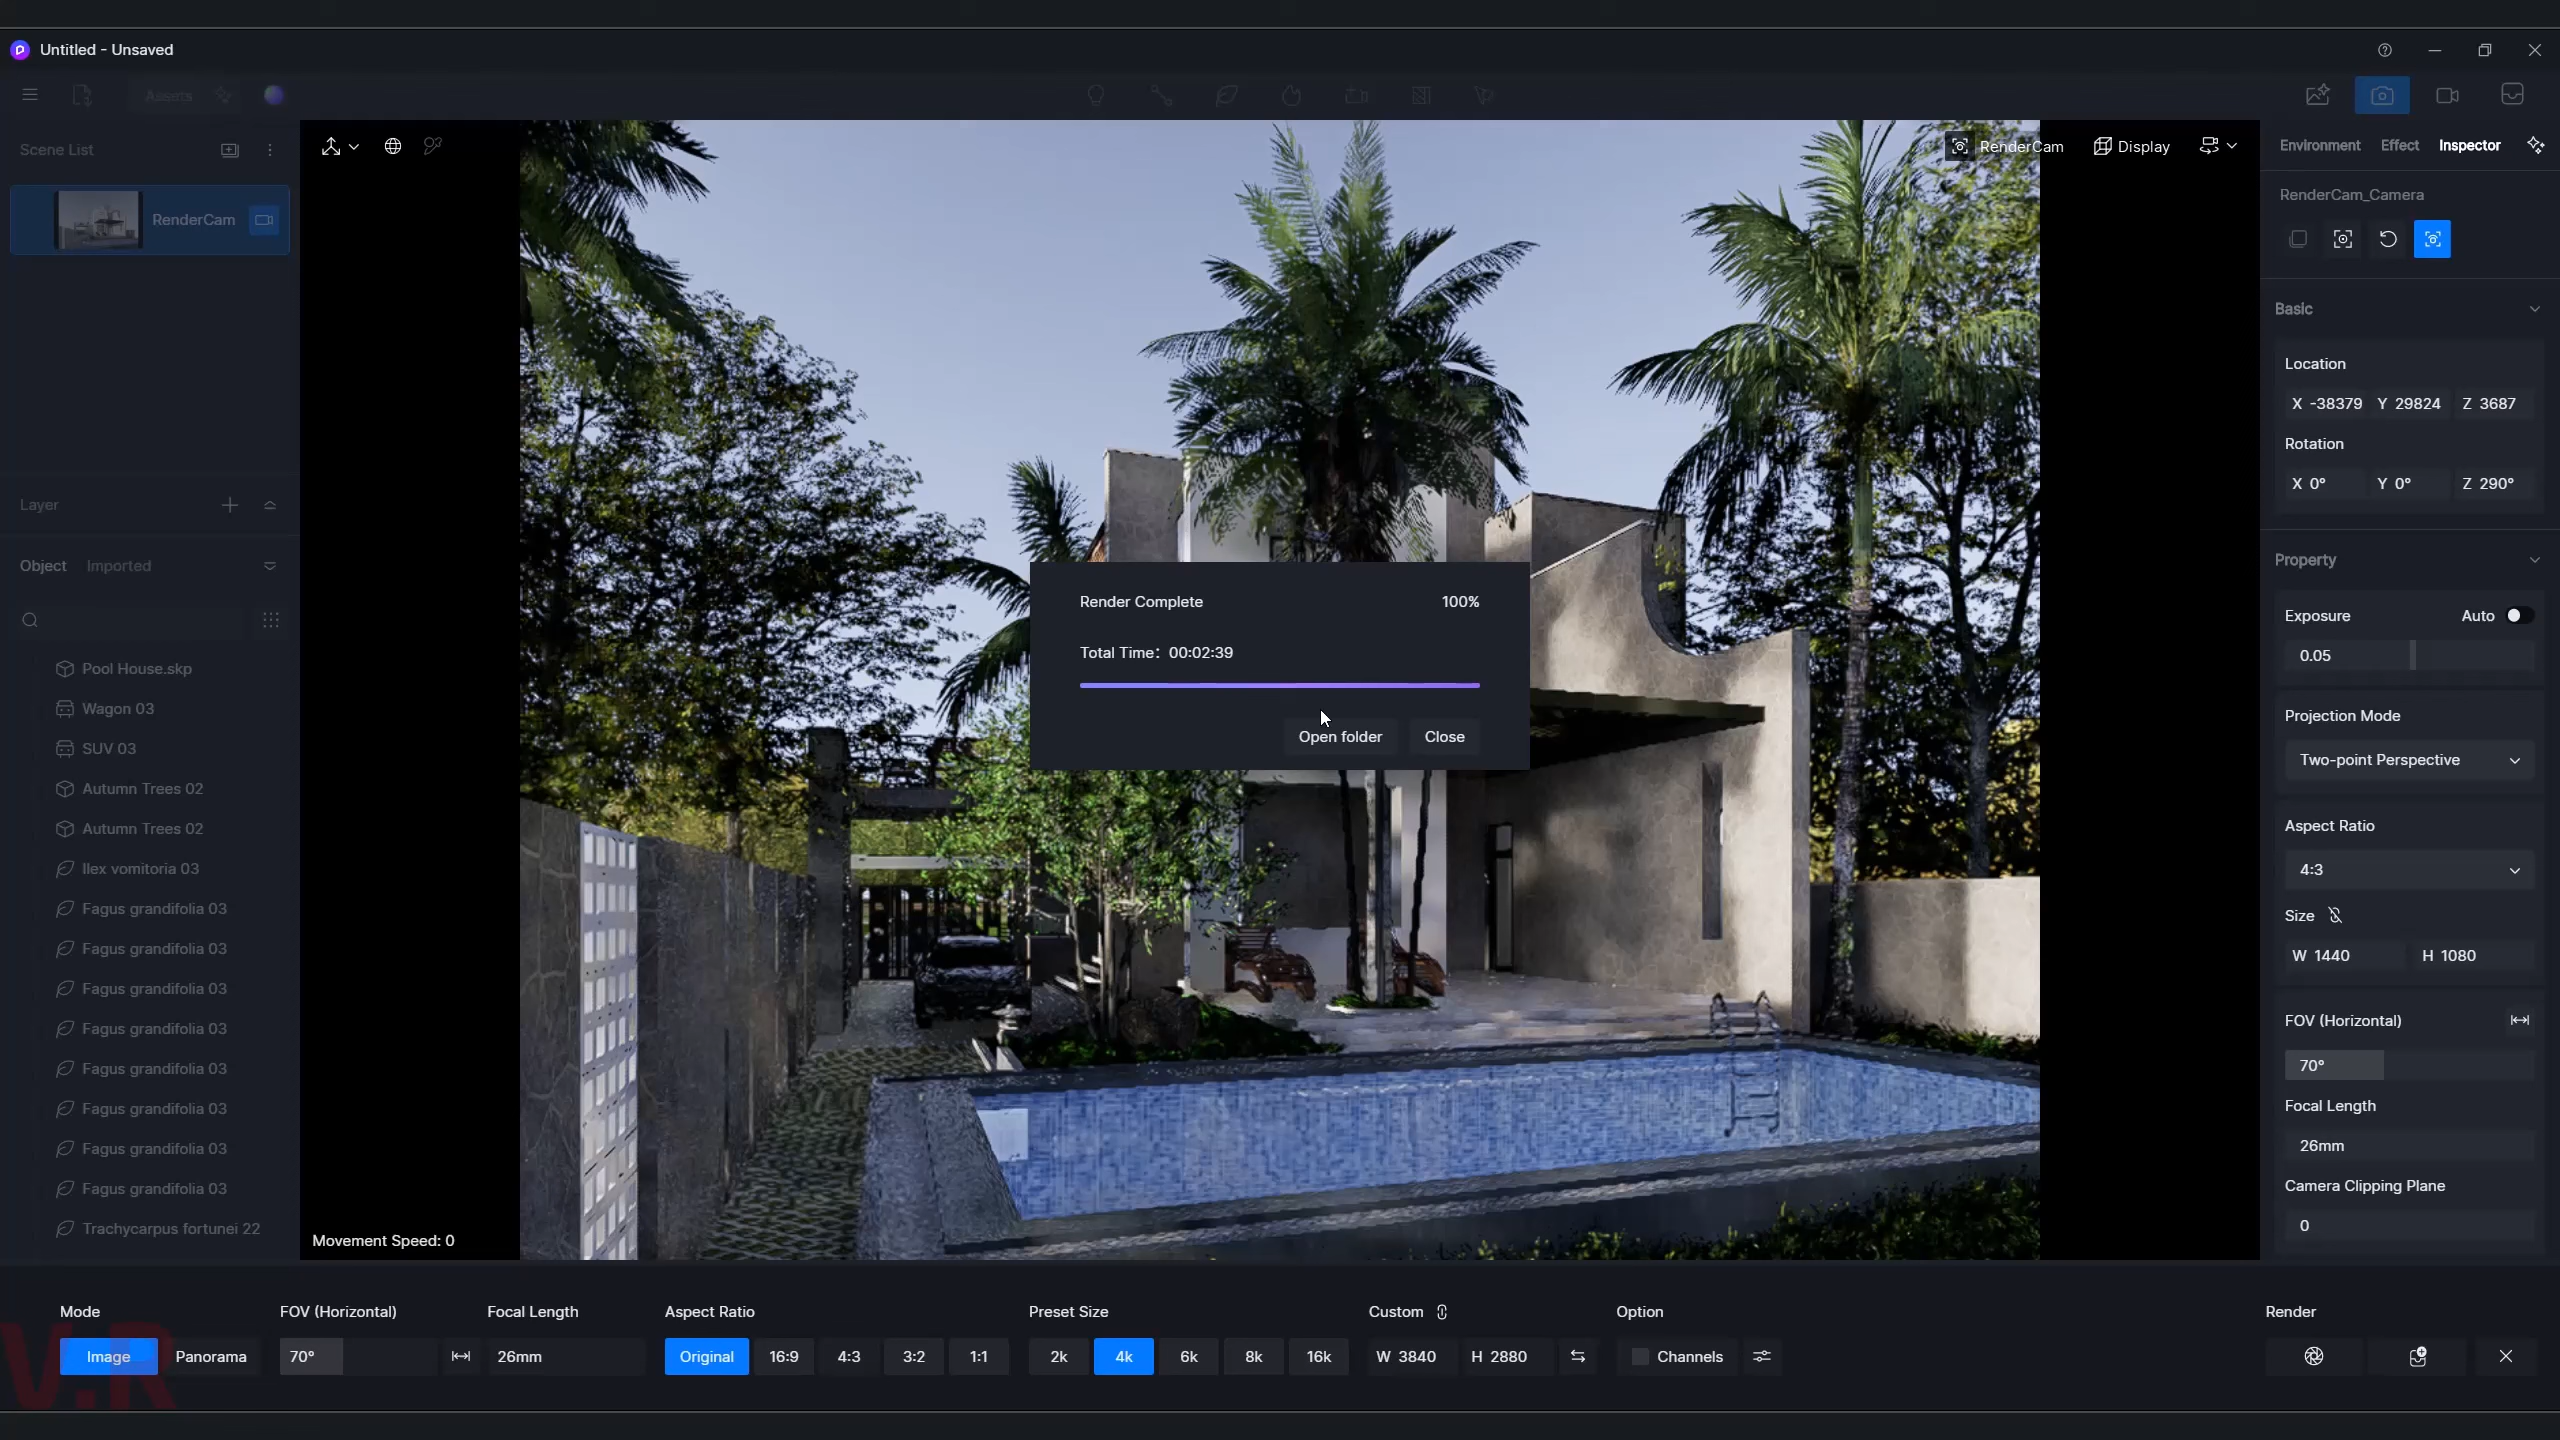 Untitled - Unsaved
Assets
Scene List
RenderCam
RenderCam
Display
Environment Effect Inspector
RenderCam_Camera
Basic
Location
X -38379 Y 29824 Z 3687
Rotation
X 0° Y 0° Z 290°
Layer
Object Imported
Pool House.skp
Wagon 03
SUV 03
Autumn Trees 02
Autumn Trees 02
Ilex vomitoria 03
Fagus grandifolia 03
Fagus grandifolia 03
Fagus grandifolia 03
Fagus grandifolia 03
Fagus grandifolia 03
Fagus grandifolia 03
Fagus grandifolia 03
Fagus grandifolia 03
Trachycarpus fortunei 22
Render Complete 100%
Total Time: 00:02:39
Open folder Close
Property
Exposure Auto
0.05
Projection Mode
Two-point Perspective
Aspect Ratio
4:3
Size
W 1440 H 1080
FOV (Horizontal)
70°
Focal Length
26mm
Camera Clipping Plane
0
Movement Speed: 0
Mode FOV (Horizontal) Focal Length Aspect Ratio Preset Size Custom Option Render
Image Panorama 70° 26mm Original 16:9 4:3 3:2 1:1 2k 4k 6k 8k 16k W 3840 H 2880 Channels
V.R